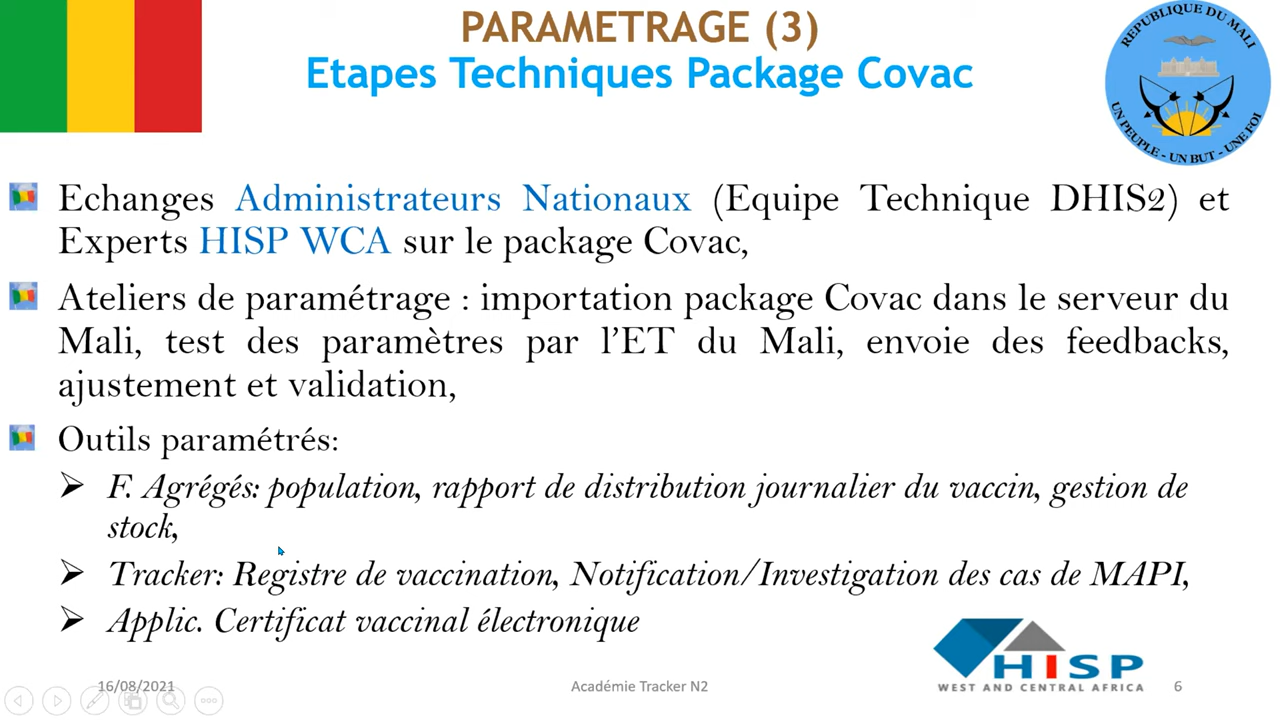 PARAMETRAGE (3)
Etapes Techniques Package Covac
REPUBLIQUE DU MALI
UN PEUPLE - UN BUT - UNE FOI
Echanges Administrateurs Nationaux (Equipe Technique DHIS2) et
Experts HISP WCA sur le package Covac,
Ateliers de paramétrage : importation package Covac dans le serveur du
Mali, test des paramètres par l'ET du Mali, envoie des feedbacks,
ajustement et validation,
Outils paramétrés:
F. Agrégés: population, rapport de distribution journalier du vaccin, gestion de
stock,
Tracker: Registre de vaccination, Notification/Investigation des cas de MAPI,
Applic. Certificat vaccinal électronique
HISP
WEST AND CENTRAL AFRICA
16/08/2021
Académie Tracker N2
6